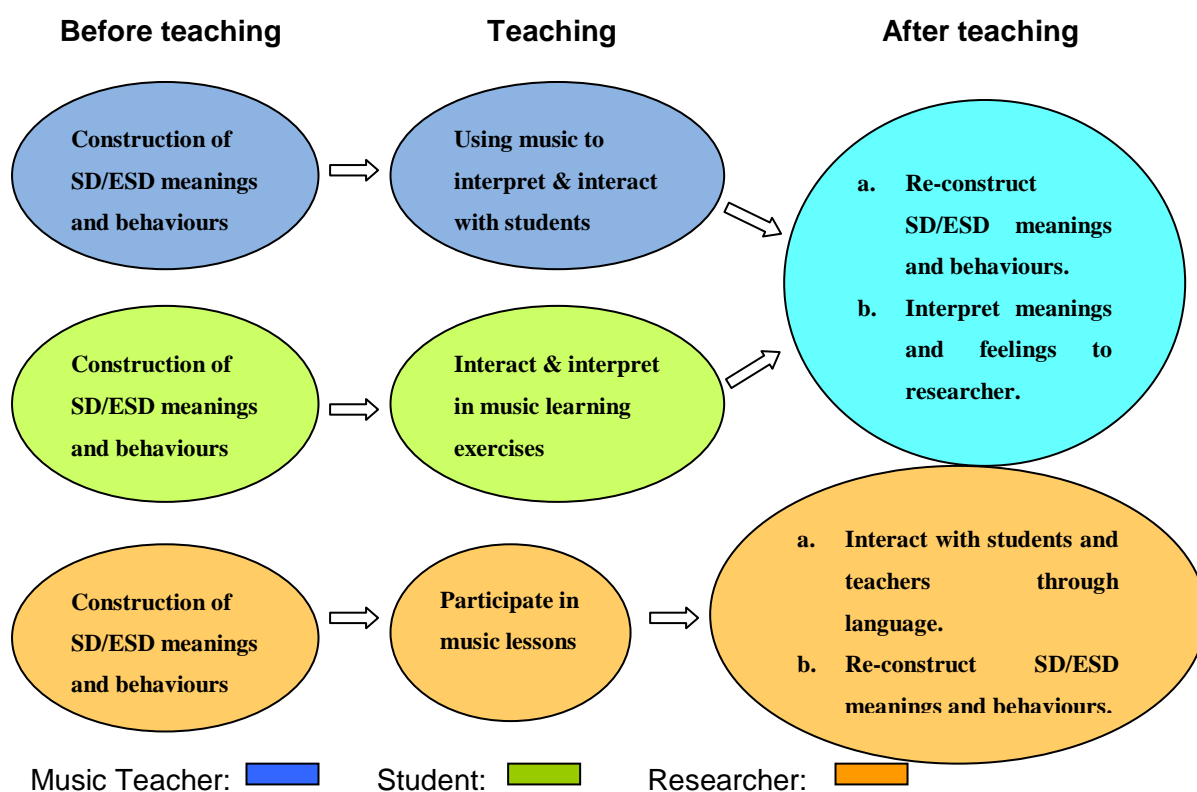 Before teaching
Teaching
After teaching
Construction of
SD/ESD meanings
and behaviours
Using music to
interpret & interact
with students
a. Re-construct
SD/ESD meanings
and behaviours.
b. Interpret meanings
and feelings to
researcher.
Construction of
SD/ESD meanings
and behaviours
Interact & interpret
in music learning
exercises
Construction of
SD/ESD meanings
and behaviours
Participate in
music lessons
a. Interact with students and
teachers through
language.
b. Re-construct SD/ESD
meanings and behaviours.
Music Teacher:
Student:
Researcher: